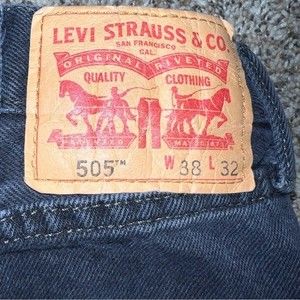 LEVI STRAUSS & CO.
SAN FRANCISCO
CAL.
ORIGINAL RIVETED
QUALITY CLOTHING
505™ W 38 L 32